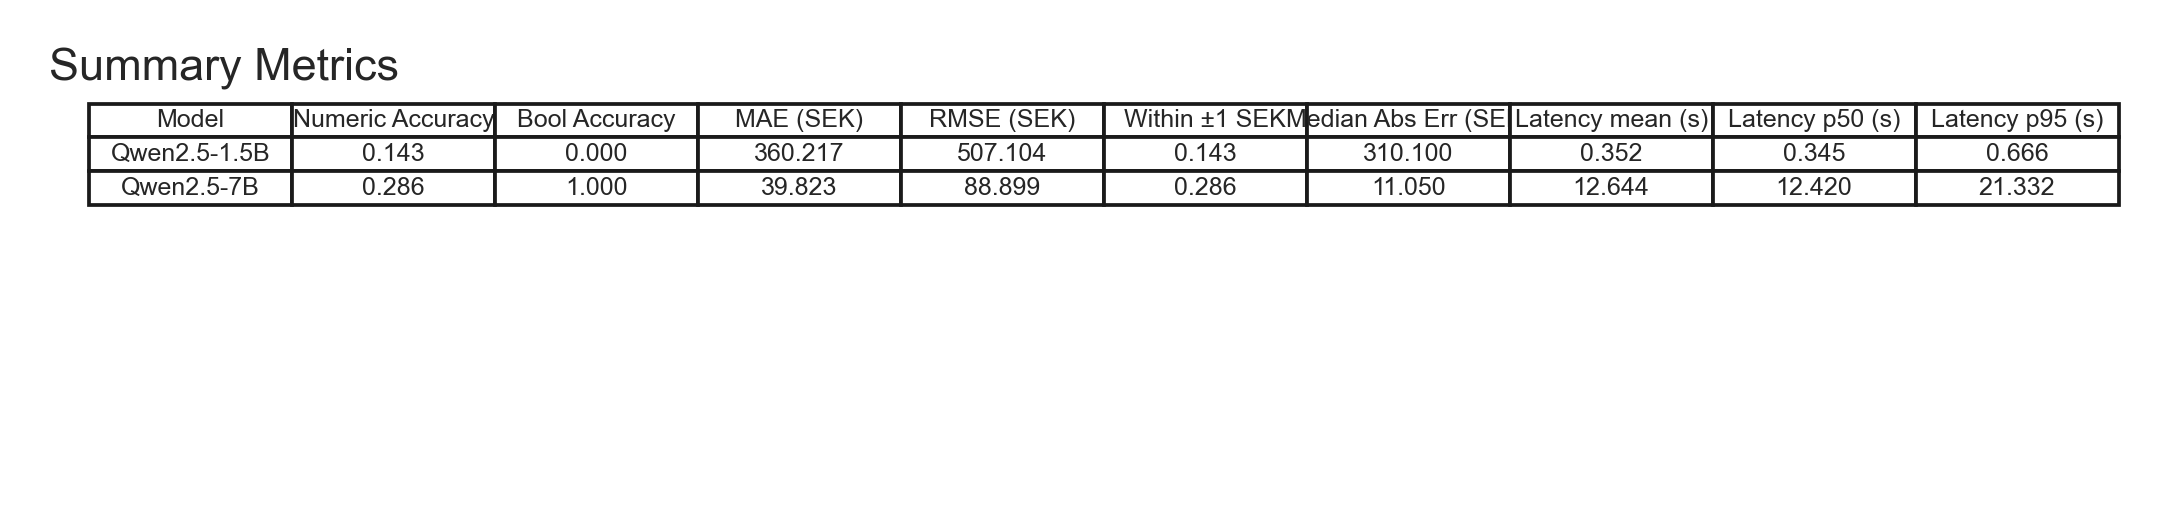 Summary Metrics
Model Numeric Accuracy Bool Accuracy MAE (SEK) RMSE (SEK) Within ±1 SEK Median Abs Err (SE Latency mean (s) Latency p50 (s) Latency p95 (s)
Qwen2.5-1.5B 0.143 0.000 360.217 507.104 0.143 310.100 0.352 0.345 0.666
Qwen2.5-7B 0.286 1.000 39.823 88.899 0.286 11.050 12.644 12.420 21.332